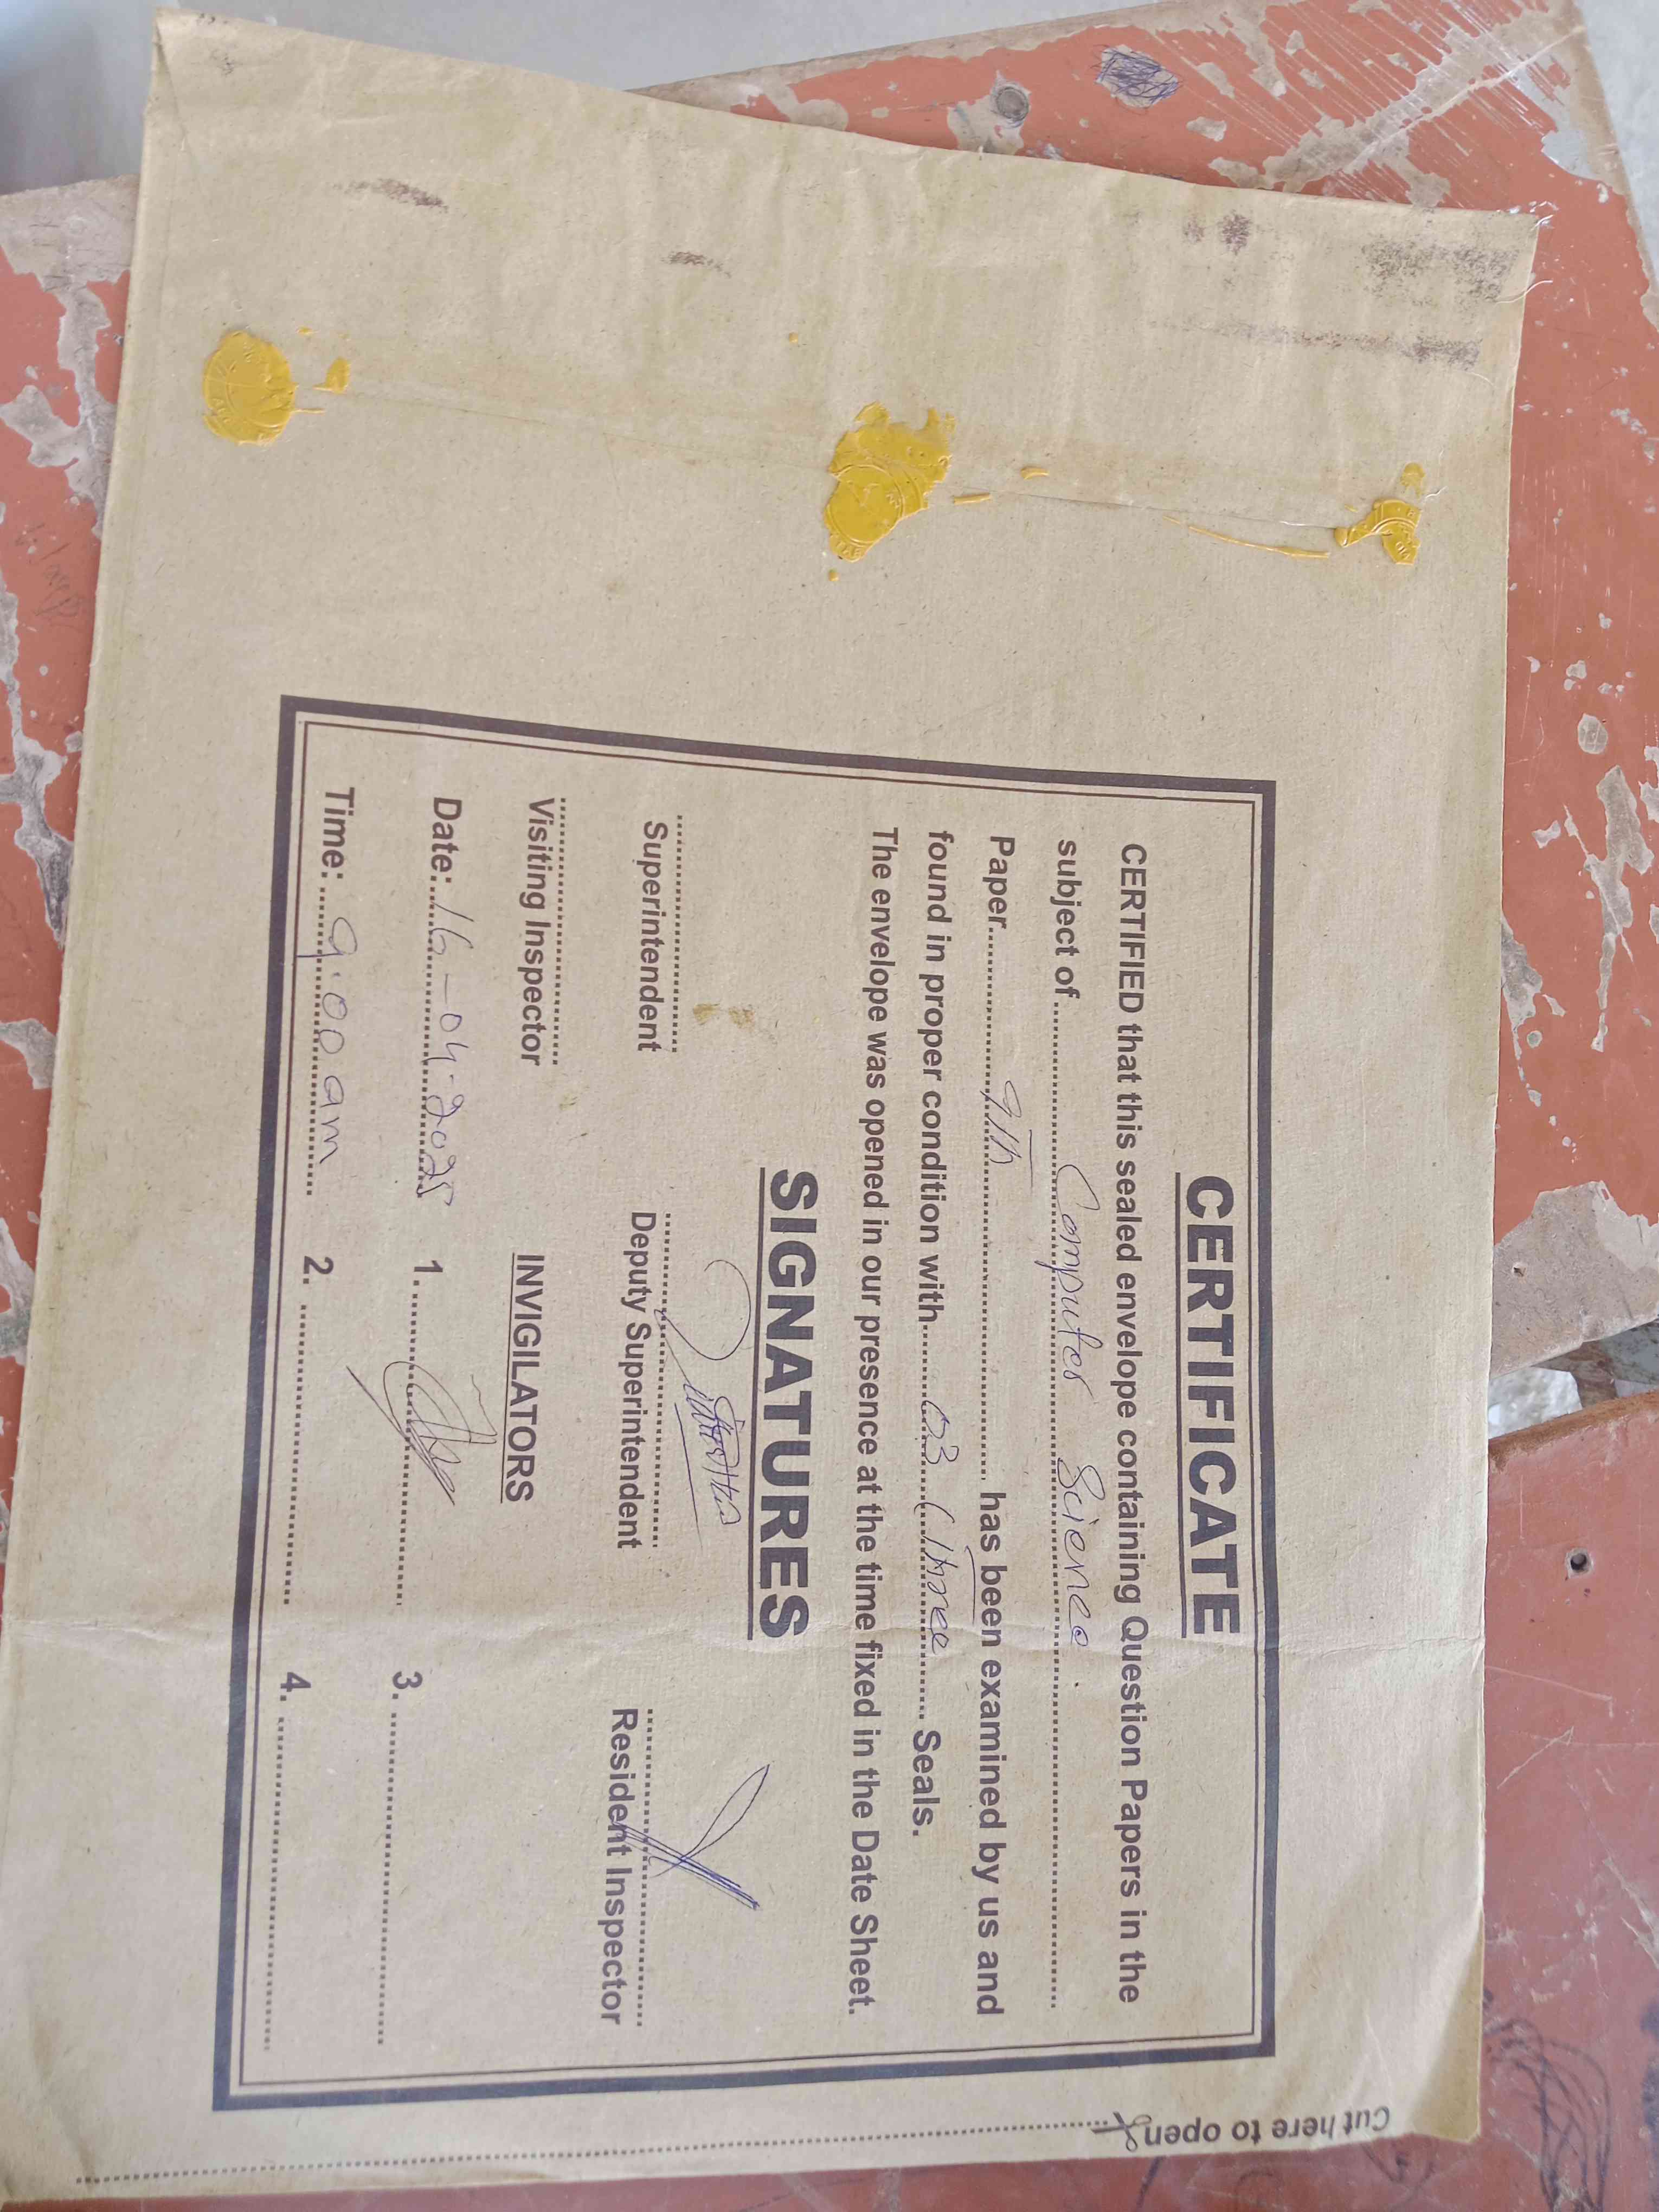 CERTIFICATE
CERTIFIED that this sealed envelope containing Question Papers in the
subject of Computer Science.
Paper 9th has been examined by us and
found in proper condition with 03 (three Seals.
The envelope was opened in our presence at the time fixed in the Date Sheet.
SIGNATURES
Superintendent Deputy Superintendent Resident Inspector
Visiting Inspector INVIGILATORS
Date: 16-04-2025 1. 3.
Time: 9:00 am 2. 4.
Cut here to open